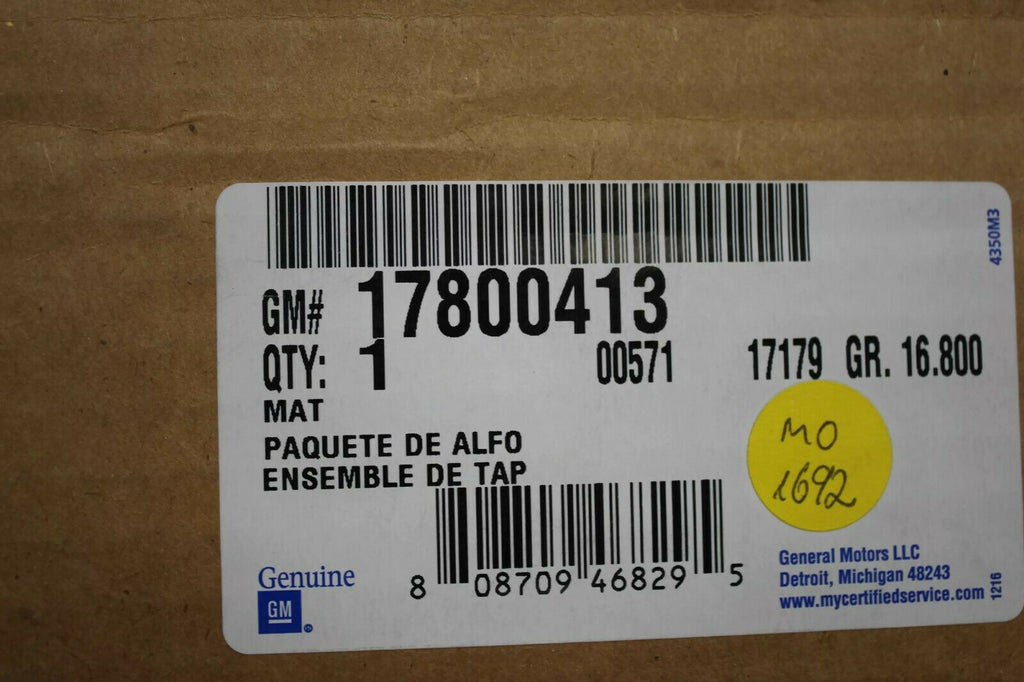 4350M3
GM# 17800413
QTY: 1 00571 17179 GR. 16.800
MAT
PAQUETE DE ALFO
ENSEMBLE DE TAP
MO
1692
8 08709 46829 5
Genuine
GM
General Motors LLC
Detroit, Michigan 48243
www.mycertifiedservice.com
1216